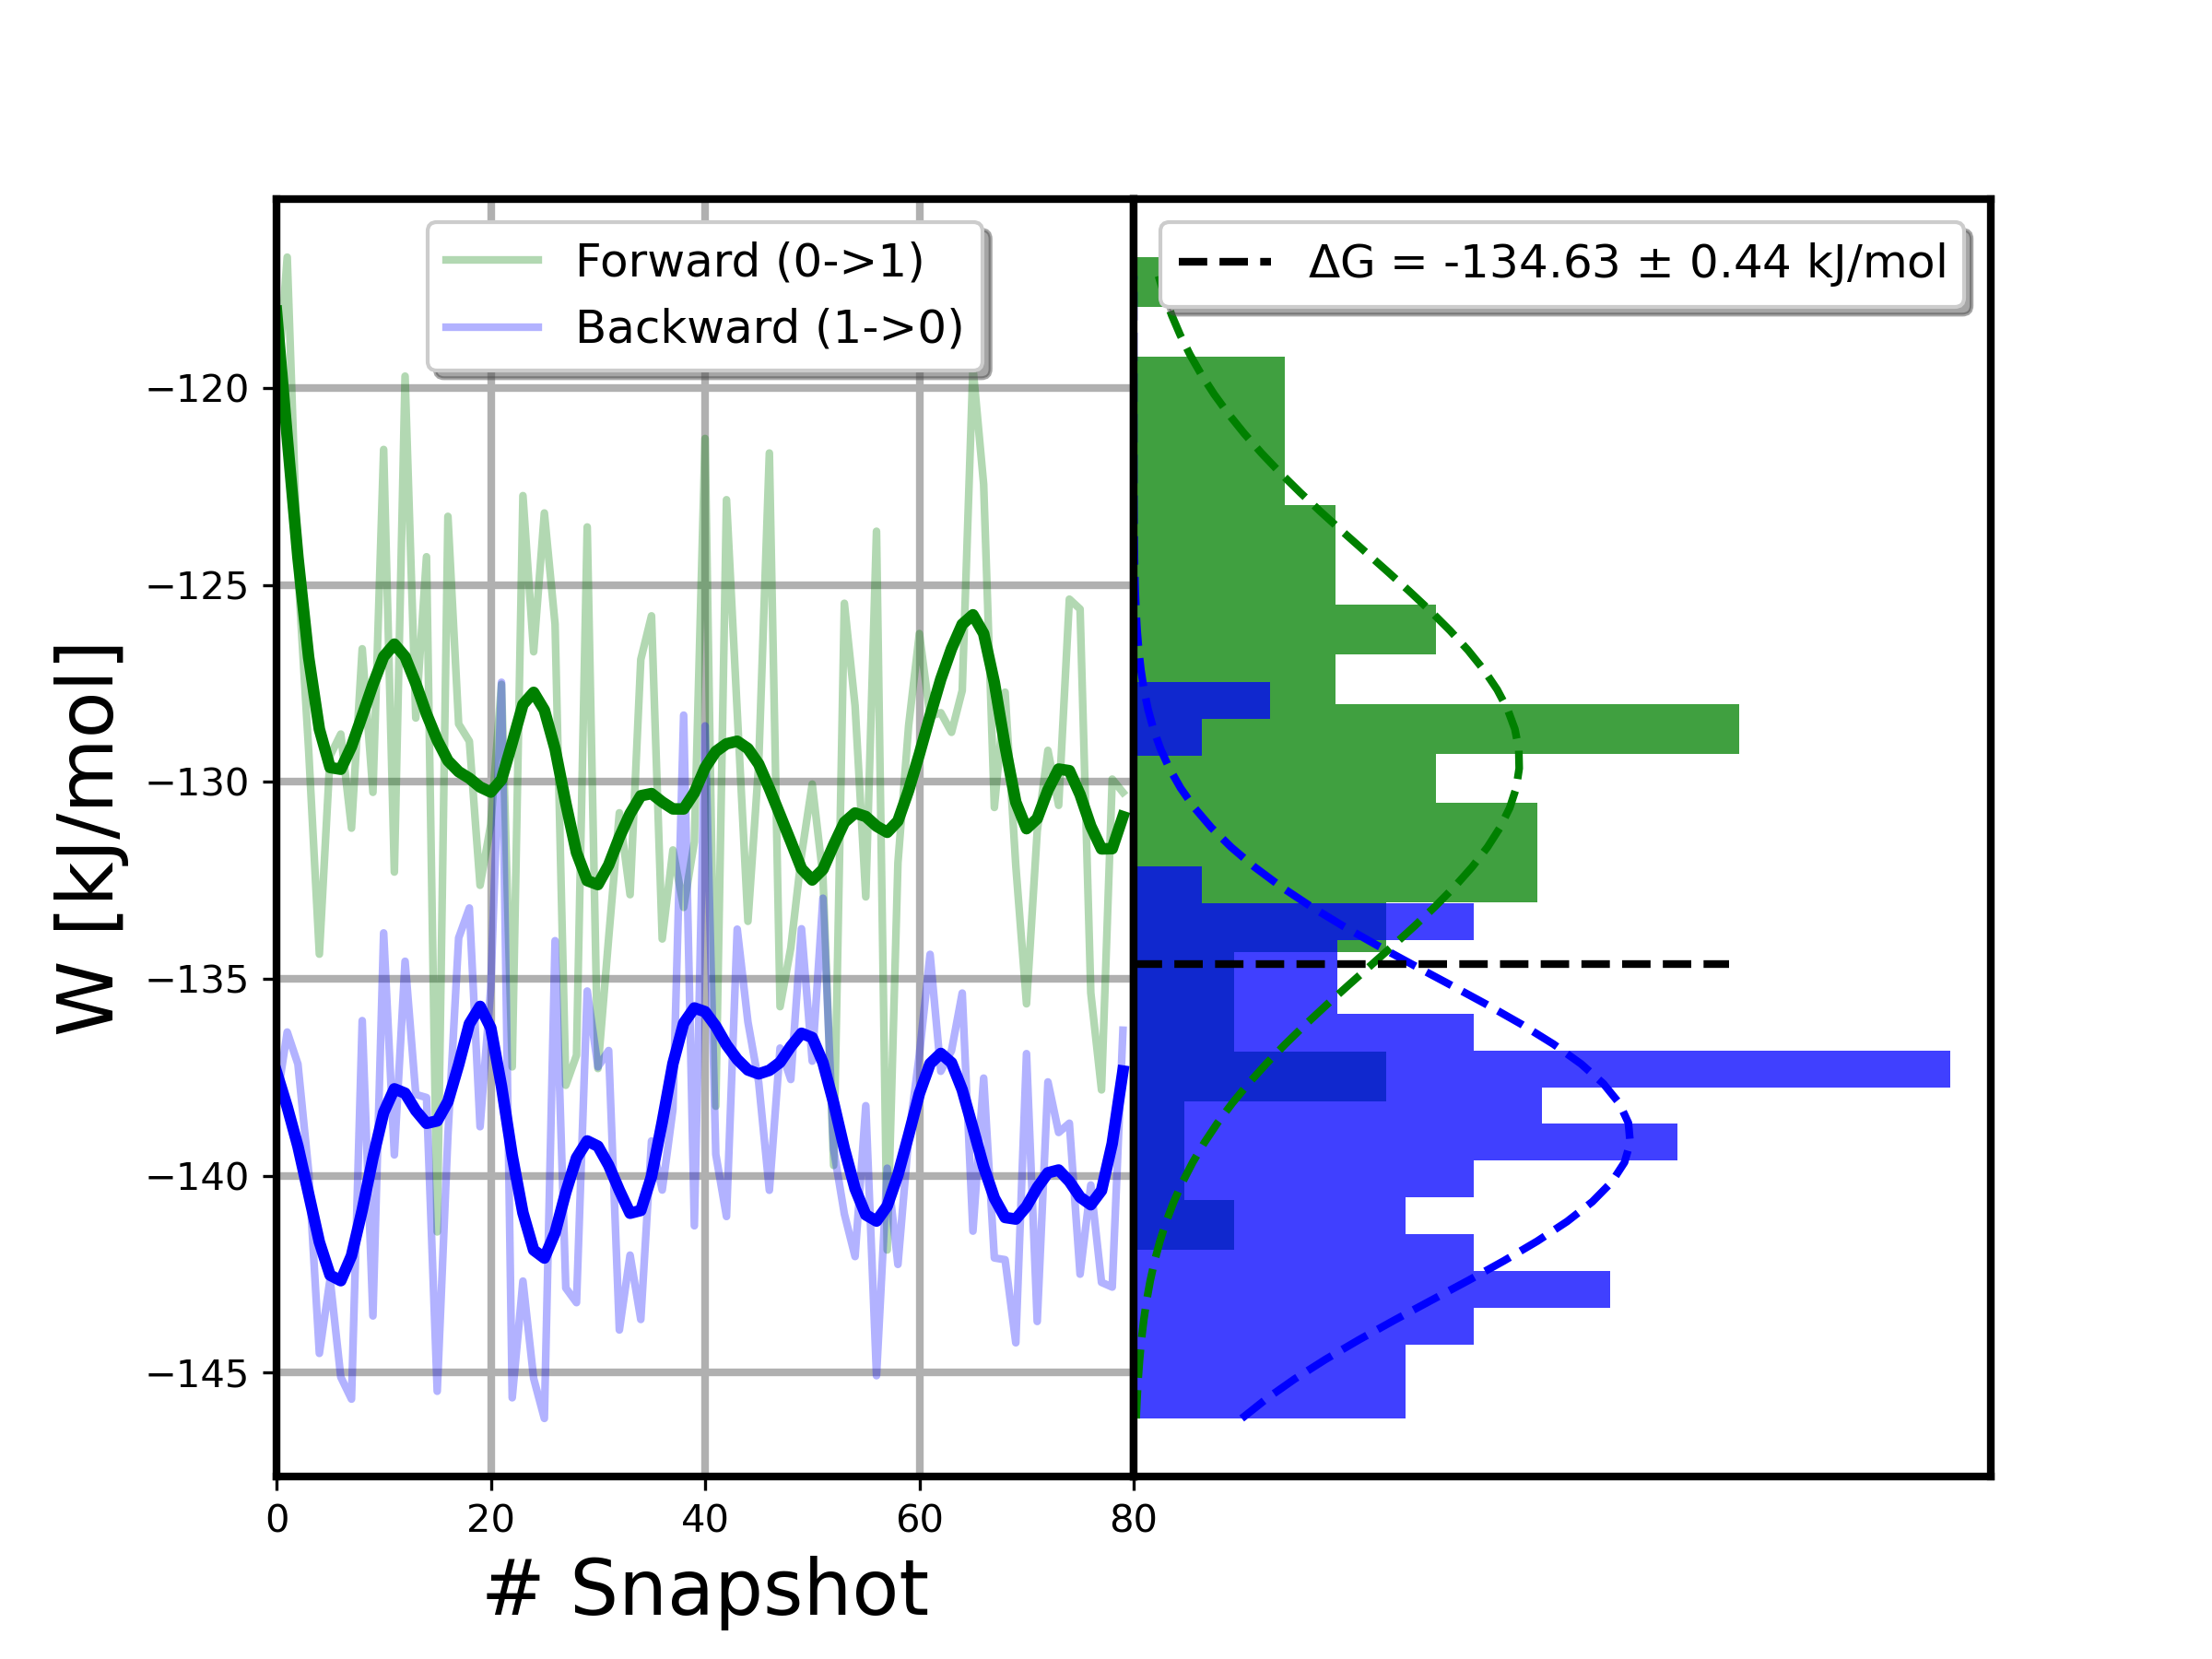 Forward (0->1)
Backward (1->0)
ΔG = -134.63 ± 0.44 kJ/mol
W [kJ/mol]
−120
−125
−130
−135
−140
−145
0 20 40 60 80
# Snapshot